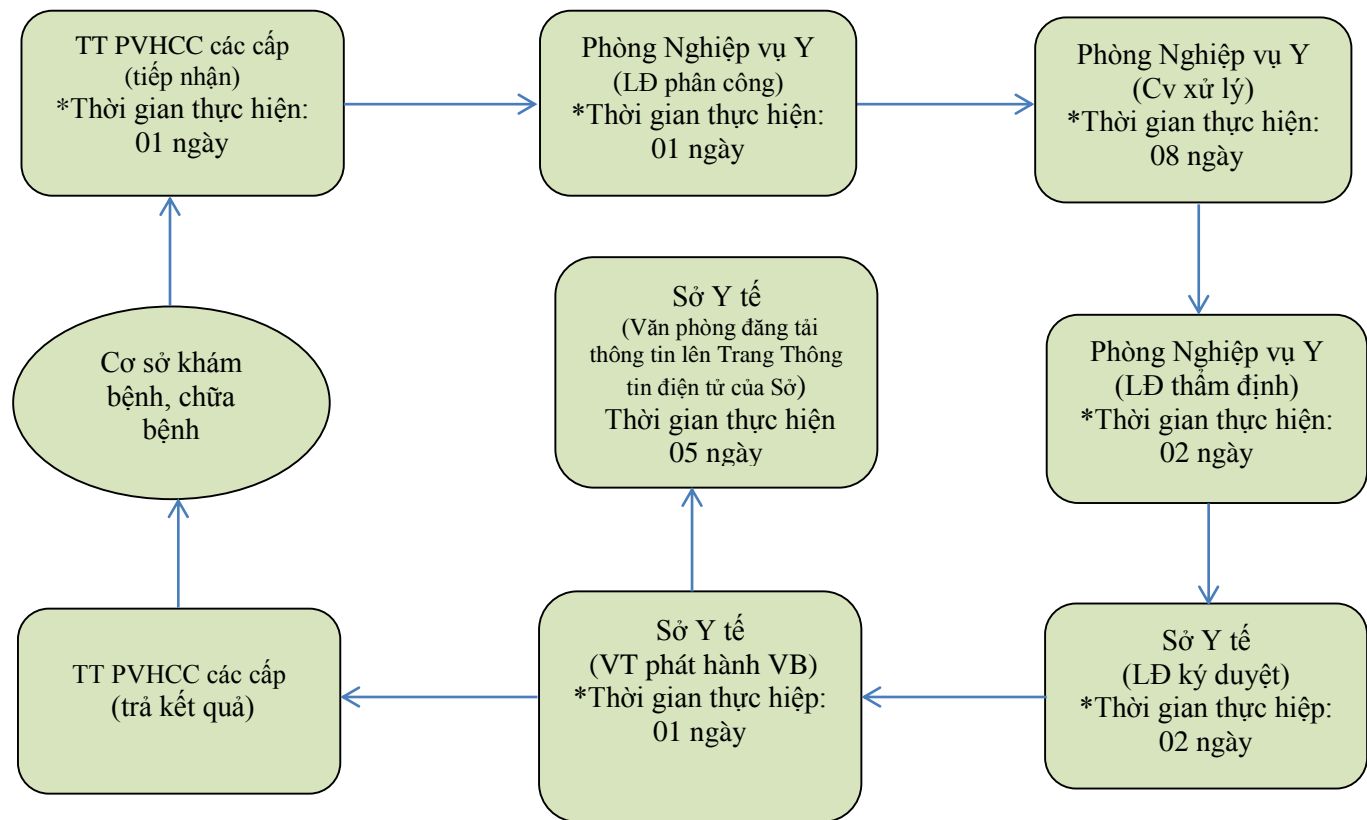 TT PVHCC các cấp
(tiếp nhận)
*Thời gian thực hiện:
01 ngày
Phòng Nghiệp vụ Y
(LĐ phân công)
*Thời gian thực hiện:
01 ngày
Phòng Nghiệp vụ Y
(Cv xử lý)
*Thời gian thực hiện:
08 ngày
Cơ sở khám
bệnh, chữa
bệnh
Sở Y tế
(Văn phòng đăng tải
thông tin lên Trang Thông
tin điện tử của Sở)
Thời gian thực hiện
05 ngày
Phòng Nghiệp vụ Y
(LĐ thẩm định)
*Thời gian thực hiện:
02 ngày
TT PVHCC các cấp
(trả kết quả)
Sở Y tế
(VT phát hành VB)
*Thời gian thực hiệp:
01 ngày
Sở Y tế
(LĐ ký duyệt)
*Thời gian thực hiệp:
02 ngày